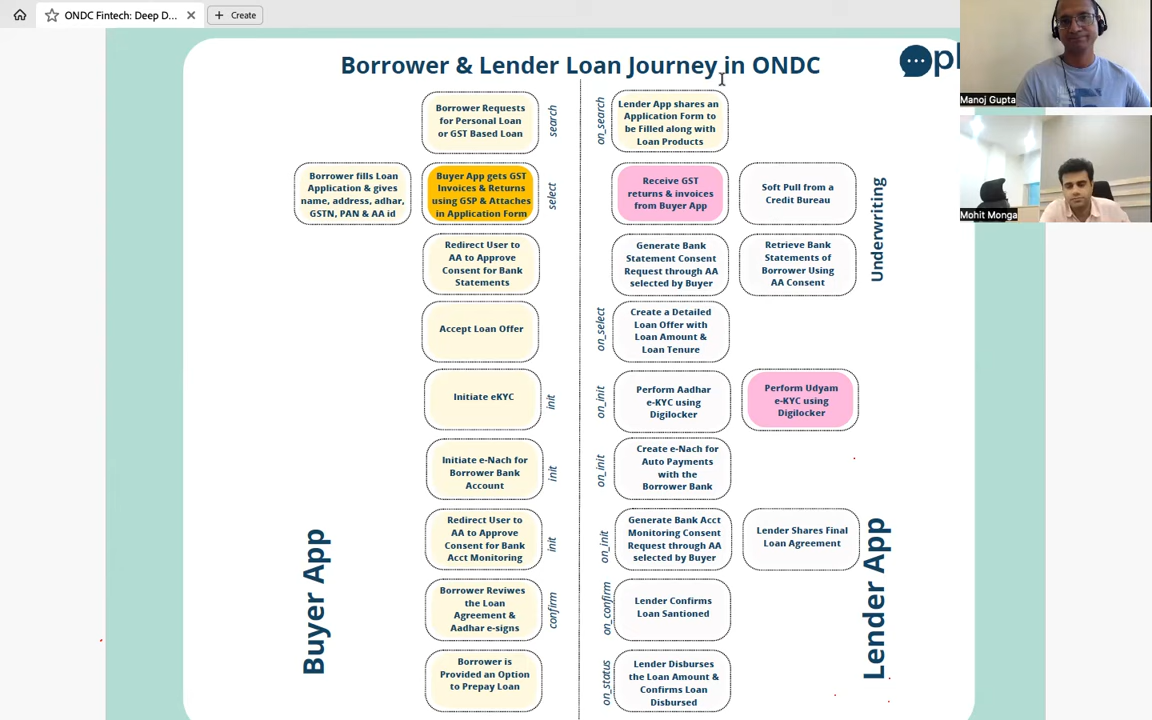 ONDC Fintech: Deep D...
Create
Borrower & Lender Loan Journey in ONDC
pl
Manoj Gupta
Mohit Monga
Borrower Requests
for Personal Loan
or GST Based Loan
search
on_search
Lender App shares an
Application Form to
be Filled along with
Loan Products
Borrower fills Loan
Application & gives
name, address, adhar,
GSTN, PAN & AA id
Buyer App gets GST
Invoices & Returns
using GSP & Attaches
in Application Form
select
Receive GST
returns & invoices
from Buyer App
Soft Pull from a
Credit Bureau
Underwriting
Redirect User to
AA to Approve
Consent for Bank
Statements
Generate Bank
Statement Consent
Request through AA
selected by Buyer
Retrieve Bank
Statements of
Borrower Using
AA Consent
Accept Loan Offer
on_select
Create a Detailed
Loan Offer with
Loan Amount &
Loan Tenure
Initiate eKYC
init
on_init
Perform Aadhar
e-KYC using
Digilocker
Perform Udyam
e-KYC using
Digilocker
Initiate e-Nach for
Borrower Bank
Account
init
on_init
Create e-Nach for
Auto Payments
with the
Borrower Bank
Redirect User to
AA to Approve
Consent for Bank
Acct Monitoring
init
on_init
Generate Bank Acct
Monitoring Consent
Request through AA
selected by Buyer
Lender Shares Final
Loan Agreement
Buyer App
Lender App
Borrower Reviwes
the Loan
Agreement &
Aadhar e-signs
confirm
on_confirm
Lender Confirms
Loan Santioned
Borrower is
Provided an Option
to Prepay Loan
on_status
Lender Disburses
the Loan Amount &
Confirms Loan
Disbursed